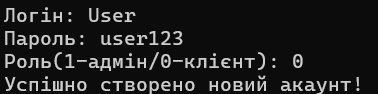 Логін: User
Пароль: user123
Роль(1-адмін/0-клієнт): 0
Успішно створено новий акаунт!